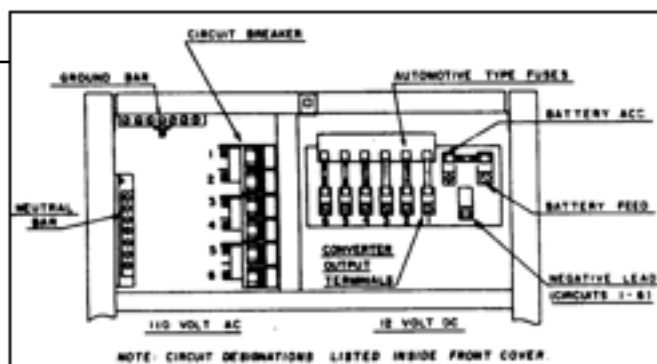 CIRCUIT BREAKER
GROUND BAR
AUTOMOTIVE TYPE FUSES
BATTERY ACC.
1
2
3
4
5
6
NEUTRAL
BAR
BATTERY FEED
CONVERTER
OUTPUT
TERMINALS
NEGATIVE LEAD
(CIRCUITS 1-6)
110 VOLT AC
12 VOLT DC
NOTE: CIRCUIT DESIGNATIONS LISTED INSIDE FRONT COVER.